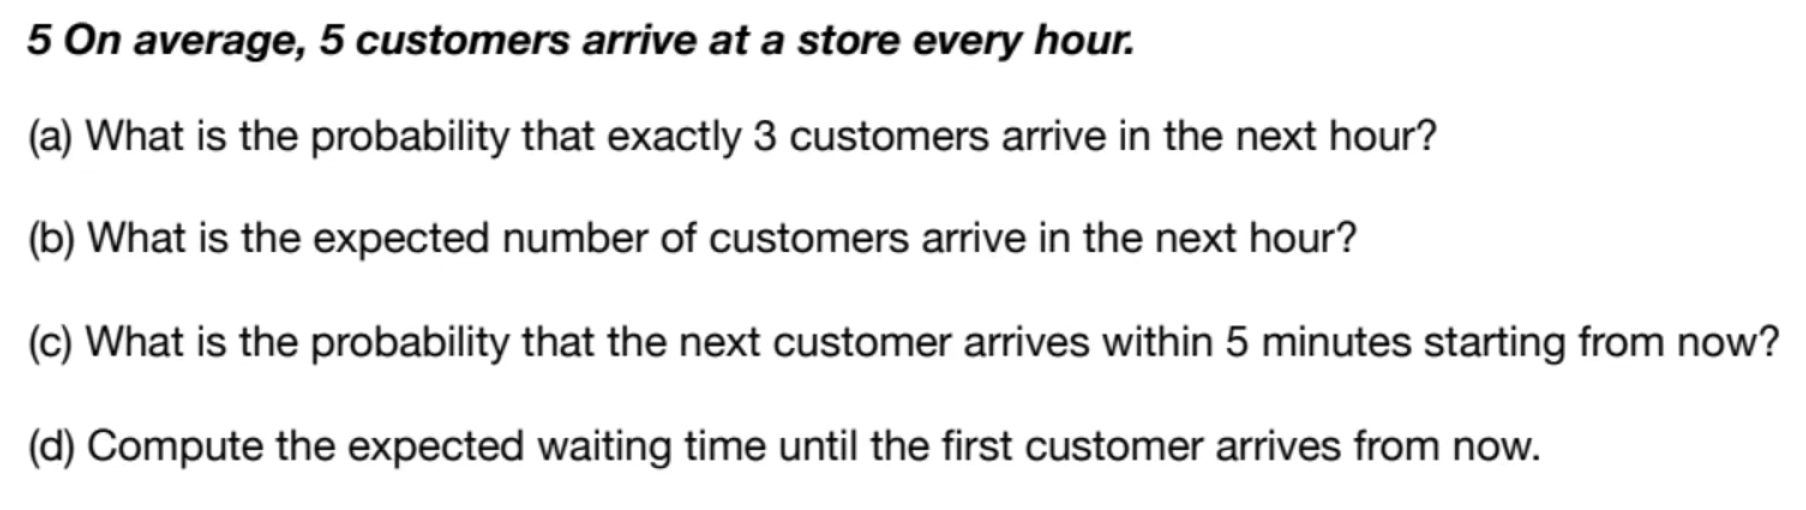 5 On average, 5 customers arrive at a store every hour.
(a) What is the probability that exactly 3 customers arrive in the next hour?
(b) What is the expected number of customers arrive in the next hour?
(c) What is the probability that the next customer arrives within 5 minutes starting from now?
(d) Compute the expected waiting time until the first customer arrives from now.